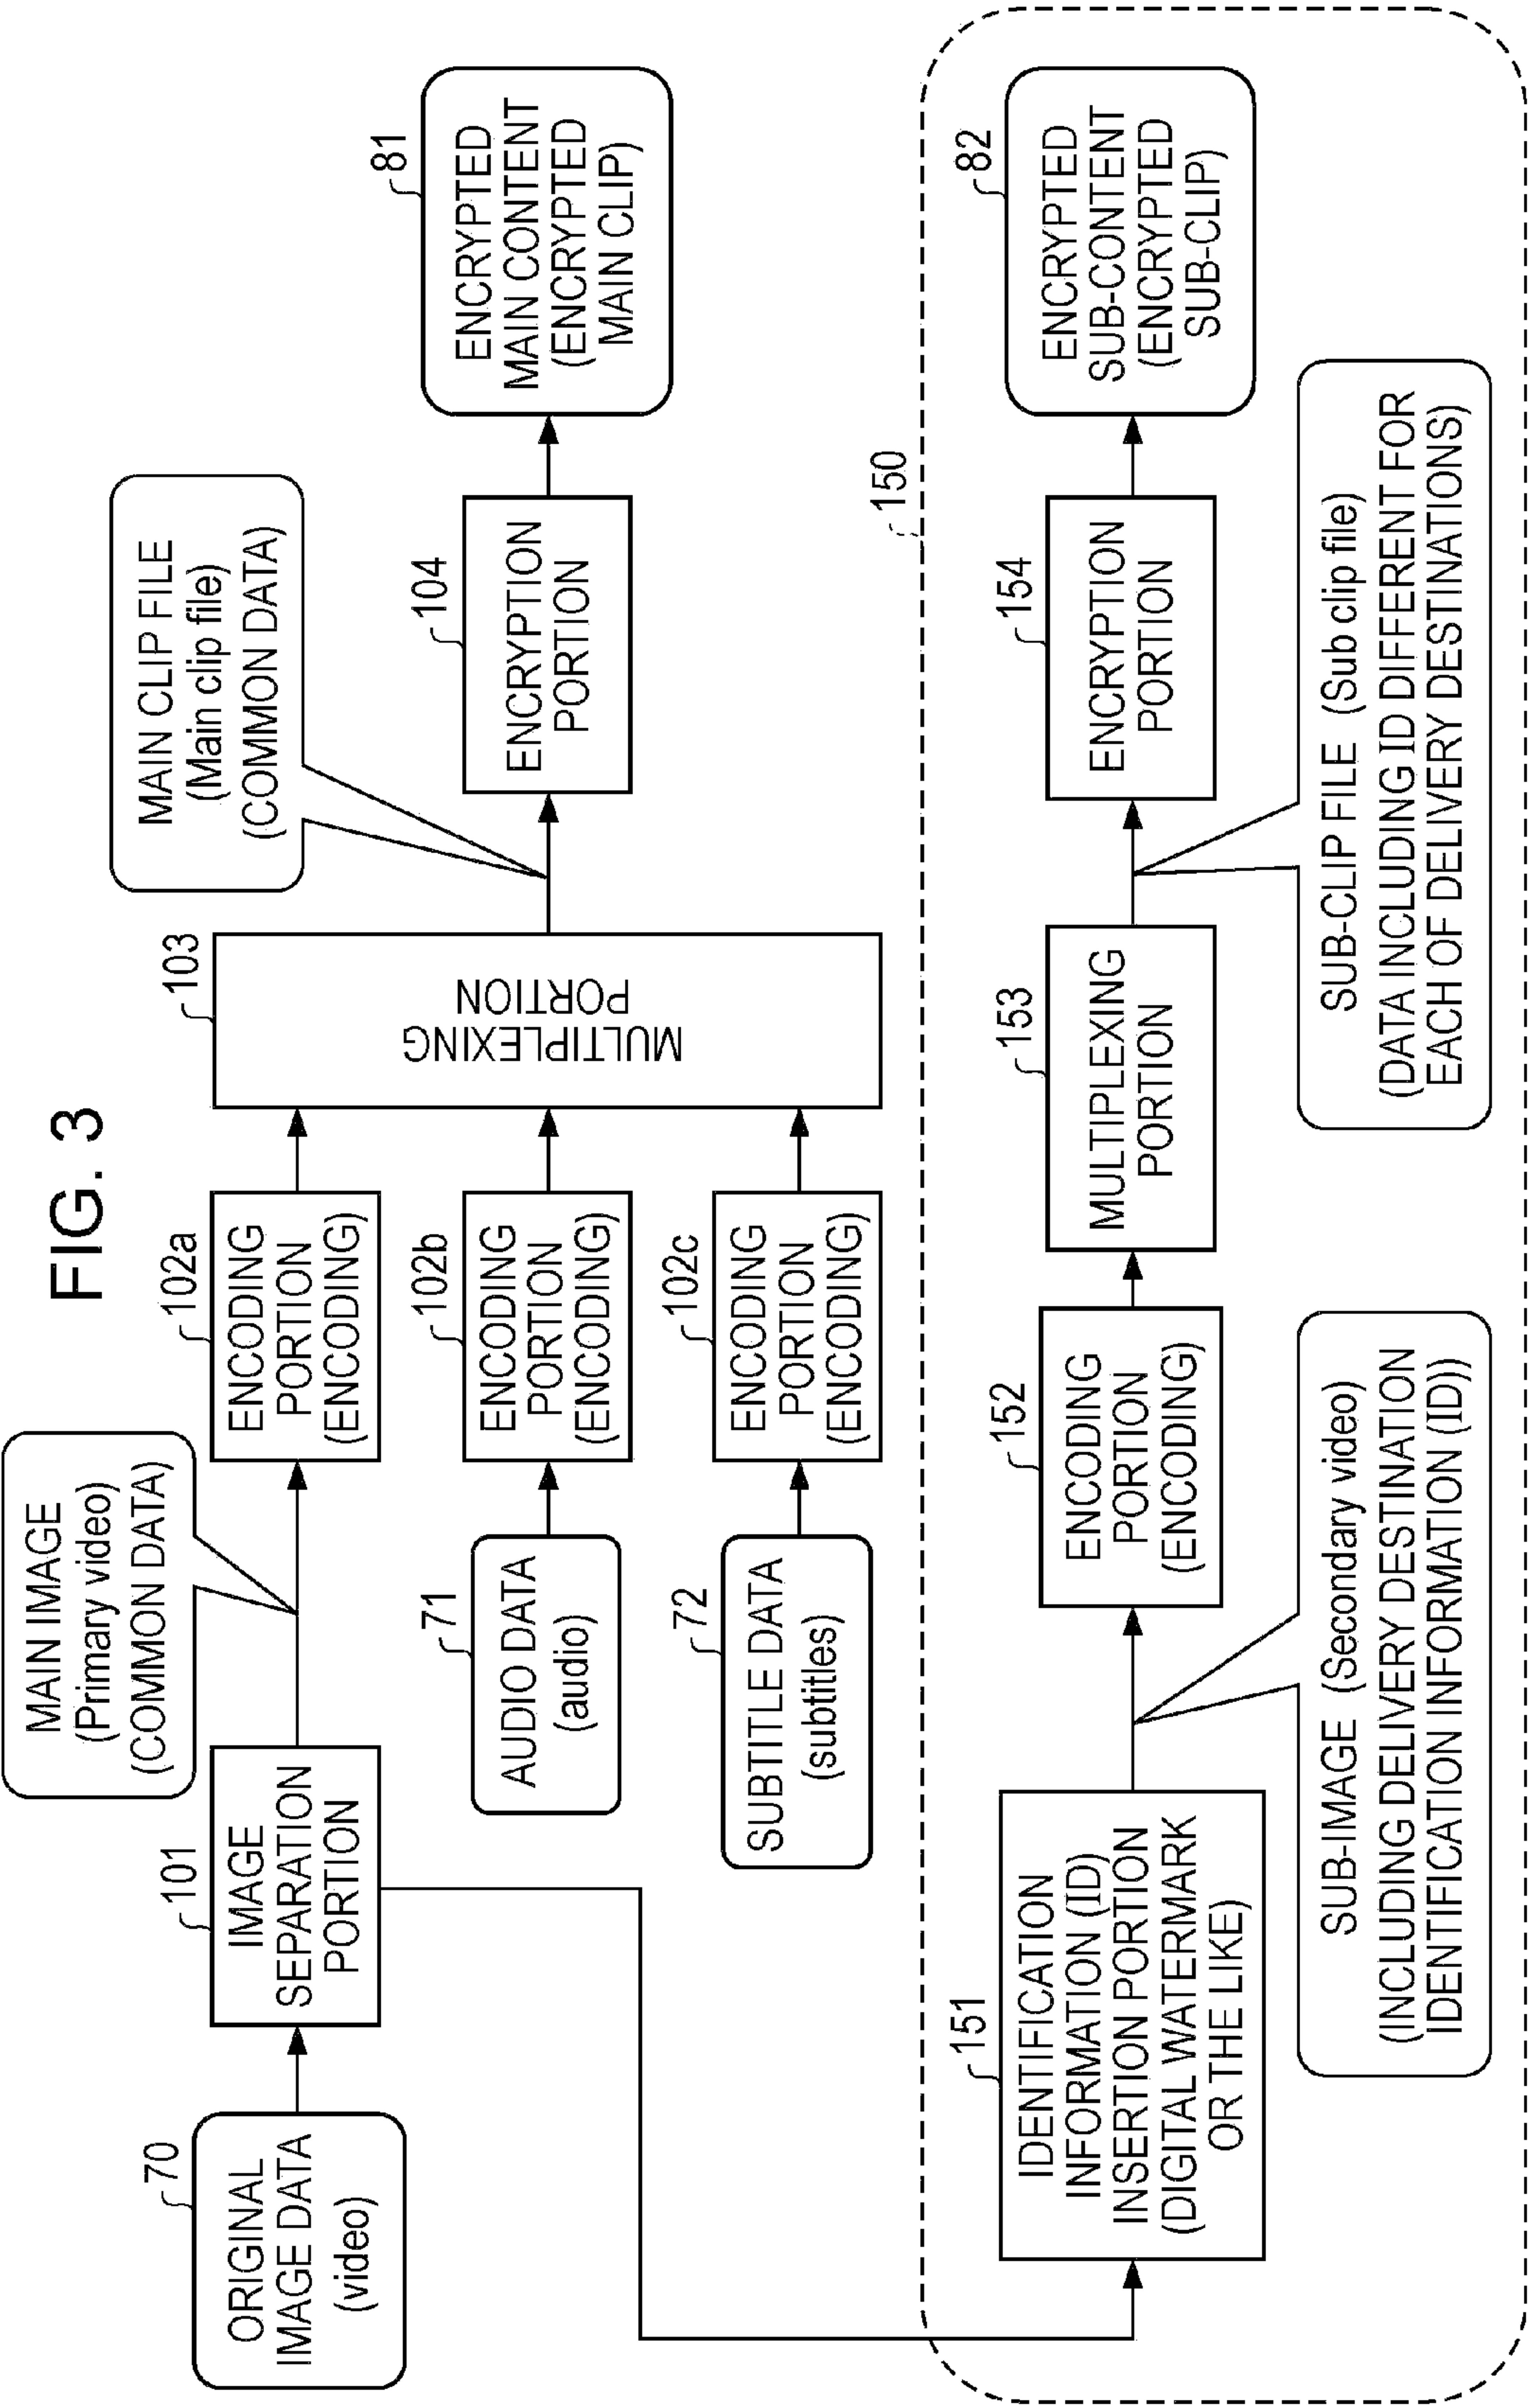 FIG. 3
70
ORIGINAL
IMAGE DATA
(video)
101
IMAGE
SEPARATION
PORTION
MAIN IMAGE
(Primary video)
(COMMON DATA)
102a
ENCODING
PORTION
(ENCODING)
71
AUDIO DATA
(audio)
102b
ENCODING
PORTION
(ENCODING)
72
SUBTITLE DATA
(subtitles)
102c
ENCODING
PORTION
(ENCODING)
103
MULTIPLEXING
PORTION
MAIN CLIP FILE
(Main clip file)
(COMMON DATA)
104
ENCRYPTION
PORTION
81
ENCRYPTED
MAIN CONTENT
(ENCRYPTED
MAIN CLIP)
150
151
IDENTIFICATION
INFORMATION (ID)
INSERTION PORTION
(DIGITAL WATERMARK
OR THE LIKE)
SUB-IMAGE (Secondary video)
(INCLUDING DELIVERY DESTINATION
IDENTIFICATION INFORMATION (ID))
152
ENCODING
PORTION
(ENCODING)
153
MULTIPLEXING
PORTION
SUB-CLIP FILE (Sub clip file)
(DATA INCLUDING ID DIFFERENT FOR
EACH OF DELIVERY DESTINATIONS)
154
ENCRYPTION
PORTION
82
ENCRYPTED
SUB-CONTENT
(ENCRYPTED
SUB-CLIP)